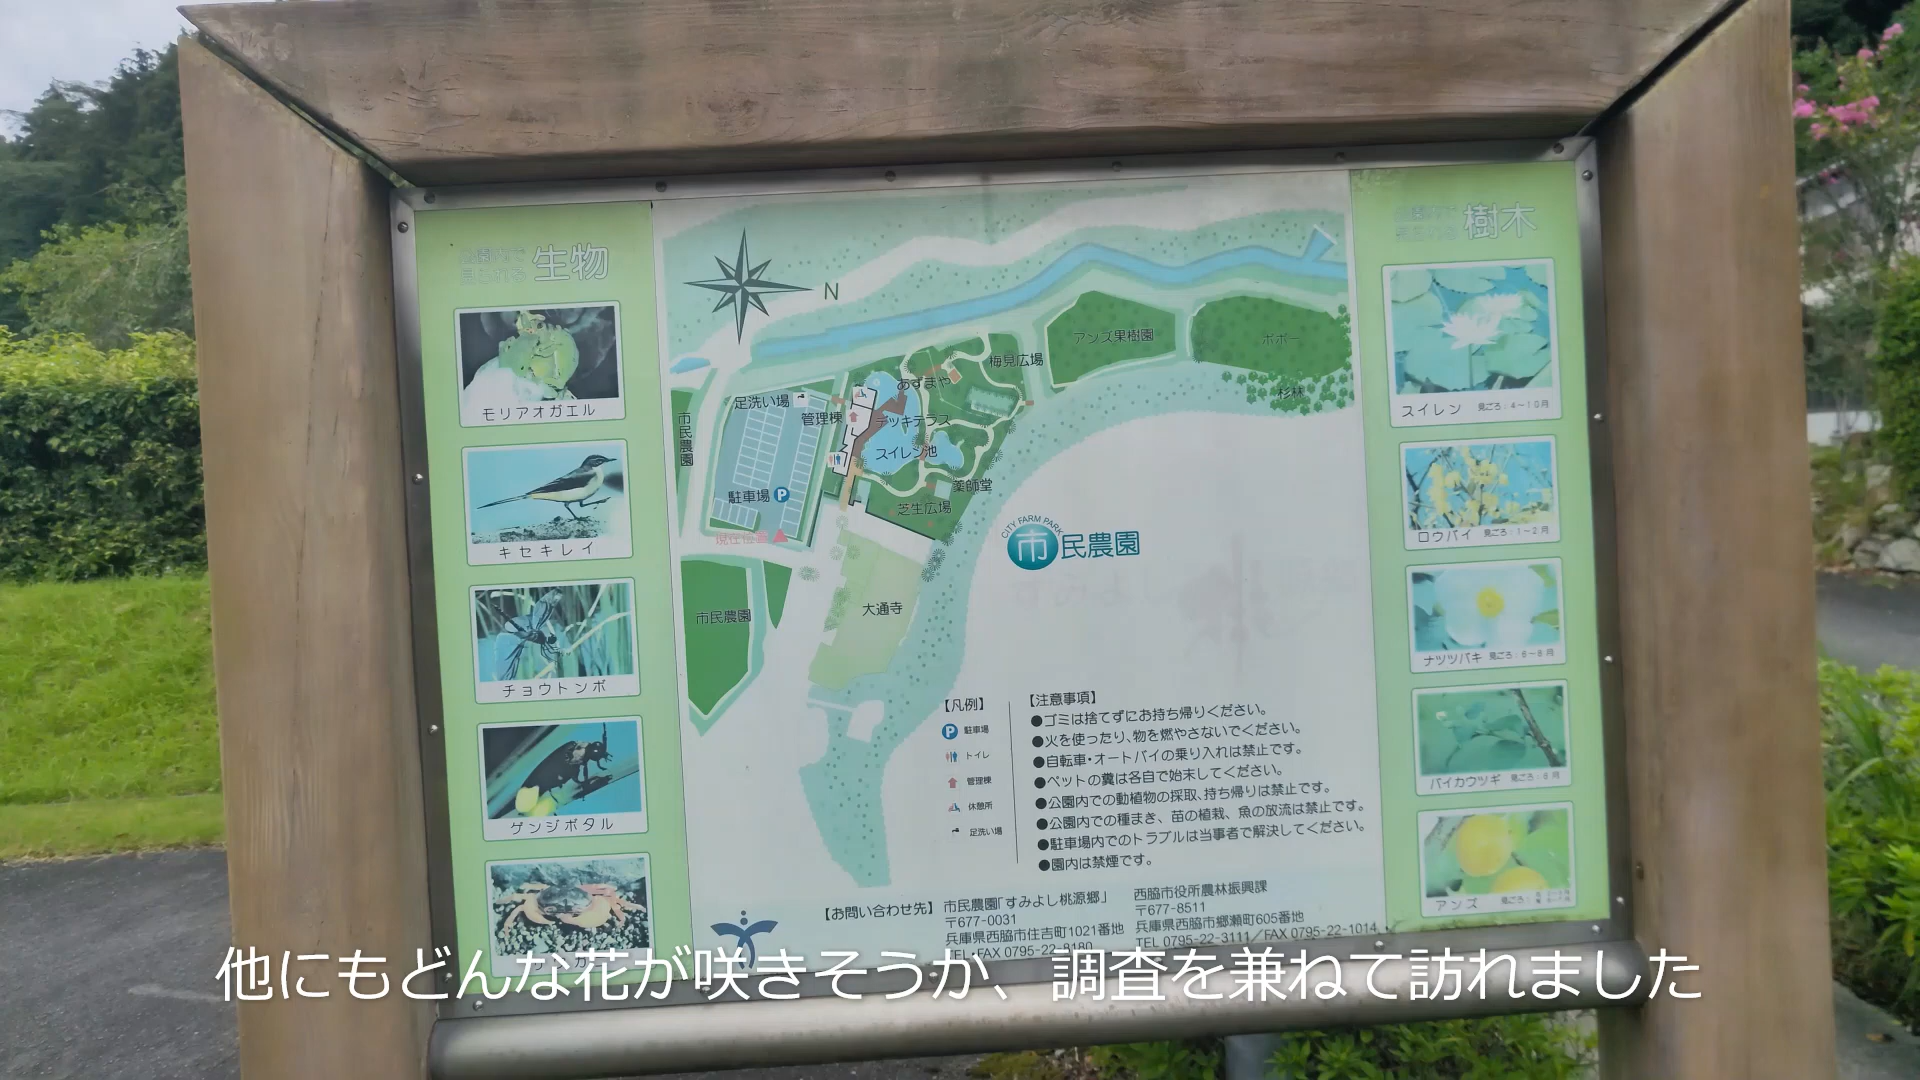 公園内で
見られる 生物
モリアオガエル
キセキレイ
チョウトンボ
ゲンジボタル
N
足洗い場
管理棟
あずまや
梅見広場
アンズ果樹園
ポポー
杉林
デッキテラス
スイレン池
市民農園
駐車場 P
薬師堂
芝生広場
現在位置
市民農園
大通寺
CITY FARM PARK
市民農園
【凡例】
P 駐車場
トイレ
管理棟
休憩所
足洗い場
【注意事項】
●ゴミは捨てずにお持ち帰りください。
●火を使ったり、物を燃やさないでください。
●自転車・オートバイの乗り入れは禁止です。
●ペットの糞は各自で始末してください。
●公園内での動植物の採取、持ち帰りは禁止です。
●公園内での種まき、苗の植栽、魚の放流は禁止です。
●駐車場内でのトラブルは当事者で解決してください。
●園内は禁煙です。
【お問い合わせ先】
市民農園「すみよし桃源郷」
〒677-0031
兵庫県西脇市住吉町1021番地
TEL・FAX 0795-22-8180
西脇市役所農林振興課
〒677-8511
兵庫県西脇市郷瀬町605番地
TEL 0795-22-3111／FAX 0795-22-1014
樹木
スイレン 見ごろ：4～10月
ロウバイ 見ごろ：1～2月
ナツツバキ 見ごろ：6～8月
バイカウツギ 見ごろ：6月
アンズ
他にもどんな花が咲きそうか、調査を兼ねて訪れました